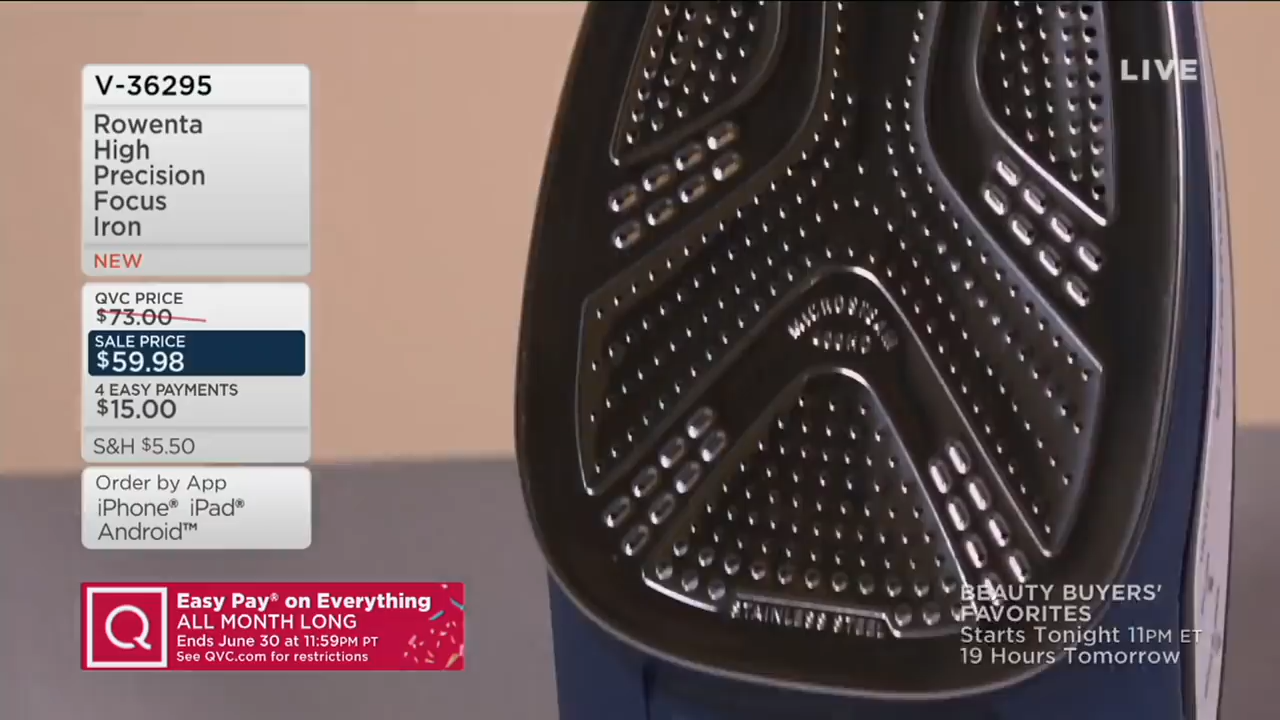 V-36295
Rowenta
High
Precision
Focus
Iron
NEW
QVC PRICE
$73.00
SALE PRICE
$59.98
4 EASY PAYMENTS
$15.00
S&H $5.50
Order by App
iPhone® iPad®
Android™
Q
Easy Pay® on Everything
ALL MONTH LONG
Ends June 30 at 11:59PM PT
See QVC.com for restrictions
LIVE
MICROSTEAM
STAINLESS STEEL
BEAUTY BUYERS'
FAVORITES
Starts Tonight 11PM ET
19 Hours Tomorrow